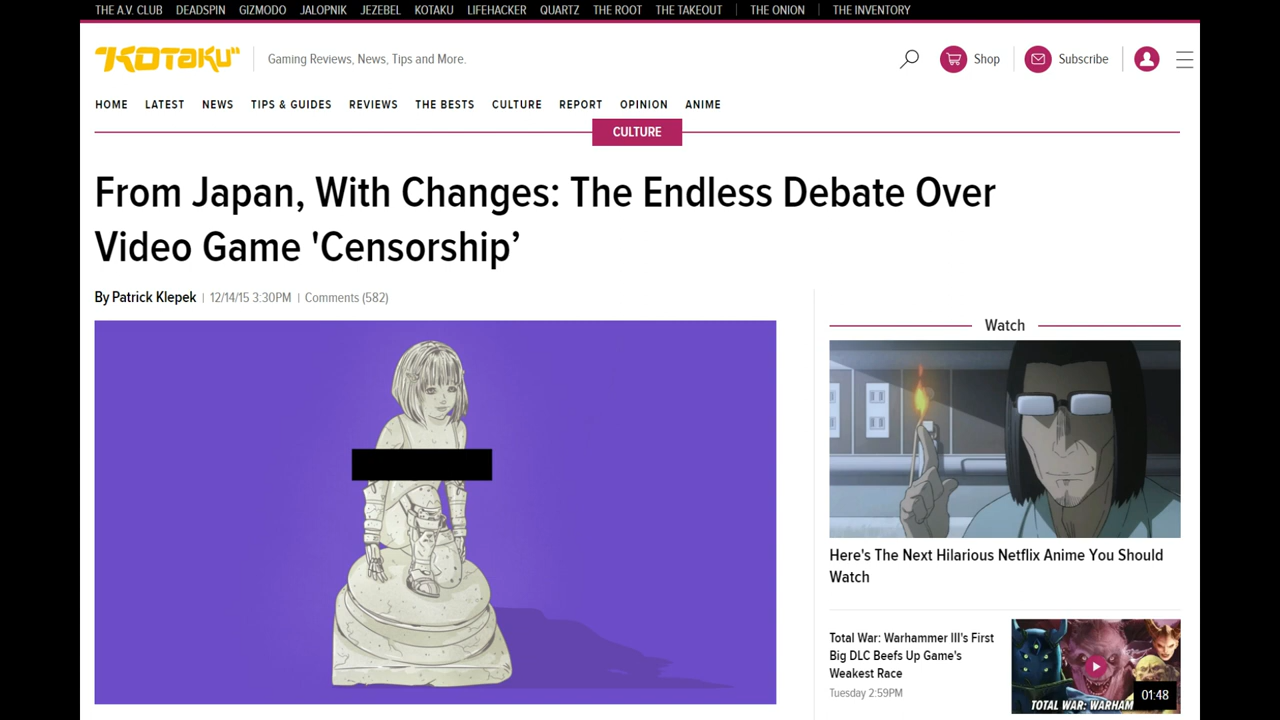 THE A.V. CLUB DEADSPIN GIZMODO JALOPNIK JEZEBEL KOTAKU LIFEHACKER QUARTZ THE ROOT THE TAKEOUT THE ONION THE INVENTORY
"KOTAKU" Gaming Reviews, News, Tips and More. Shop Subscribe
HOME LATEST NEWS TIPS & GUIDES REVIEWS THE BESTS CULTURE REPORT OPINION ANIME
CULTURE
From Japan, With Changes: The Endless Debate Over
Video Game 'Censorship’
By Patrick Klepek 12/14/15 3:30PM Comments (582)
Watch
Here's The Next Hilarious Netflix Anime You Should
Watch
Total War: Warhammer III's First
Big DLC Beefs Up Game's
Weakest Race
Tuesday 2:59PM
01:48
TOTAL WAR: WARHAM